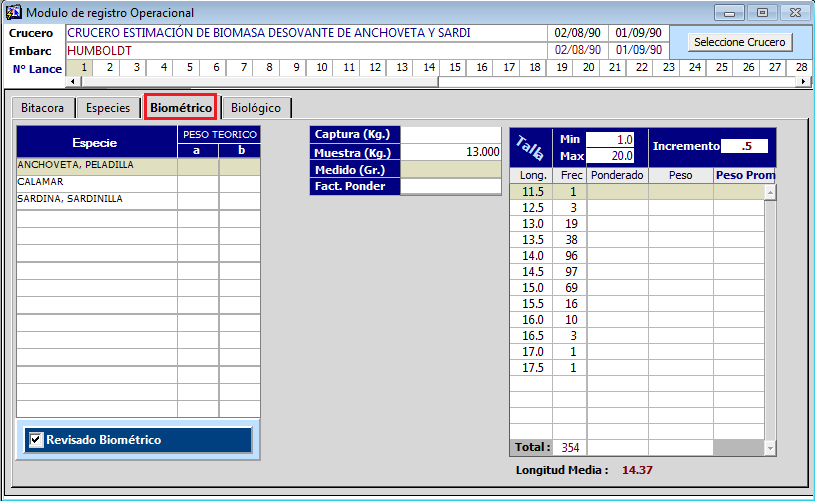 Modulo de registro Operacional
Crucero CRUCERO ESTIMACIÓN DE BIOMASA DESOVANTE DE ANCHOVETA Y SARDI 02/08/90 01/09/90
Seleccione Crucero
Embarc HUMBOLDT 02/08/90 01/09/90
N° Lance 1 2 3 4 5 6 7 8 9 10 11 12 13 14 15 16 17 18 19 20 21 22 23 24 25 26 27 28
Bitacora Especies Biométrico Biológico
Especie PESO TEORICO
a b
ANCHOVETA, PELADILLA
CALAMAR
SARDINA, SARDINILLA
Revisado Biométrico
Captura (Kg.)
Muestra (Kg.) 13.000
Medido (Gr.)
Fact. Ponder
Talla Min 1.0 Incremento .5
Max 20.0
Long. Frec Ponderado Peso Peso Prom
11.5 1
12.5 3
13.0 19
13.5 38
14.0 96
14.5 97
15.0 69
15.5 16
16.0 10
16.5 3
17.0 1
17.5 1
Total : 354
Longitud Media : 14.37